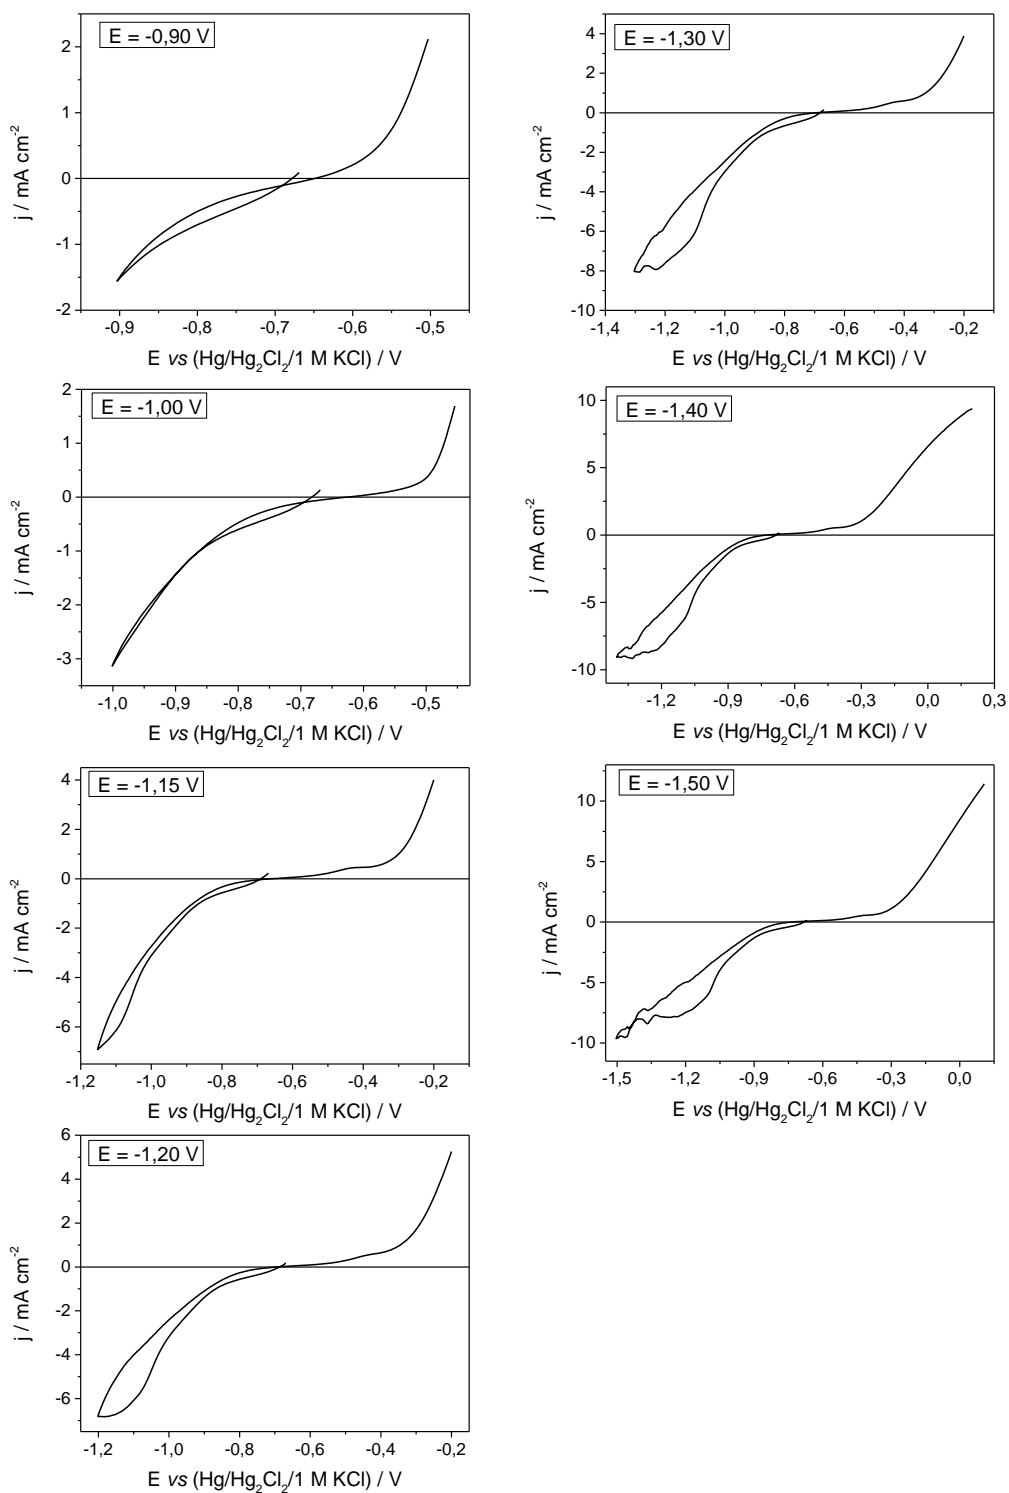 E = -0,90 V
2
1
0
-1
-2
j / mA cm-2
-0,9 -0,8 -0,7 -0,6 -0,5
E vs (Hg/Hg2Cl2/1 M KCl) / V
E = -1,30 V
4
2
0
-2
-4
-6
-8
-10
j / mA cm-2
-1,4 -1,2 -1,0 -0,8 -0,6 -0,4 -0,2
E vs (Hg/Hg2Cl2/1 M KCl) / V
E = -1,00 V
2
1
0
-1
-2
-3
j / mA cm-2
-1,0 -0,9 -0,8 -0,7 -0,6 -0,5
E vs (Hg/Hg2Cl2/1 M KCl) / V
E = -1,40 V
10
5
0
-5
-10
j / mA cm-2
-1,2 -0,9 -0,6 -0,3 0,0 0,3
E vs (Hg/Hg2Cl2/1 M KCl) / V
E = -1,15 V
4
2
0
-2
-4
-6
j / mA cm-2
-1,2 -1,0 -0,8 -0,6 -0,4 -0,2
E vs (Hg/Hg2Cl2/1 M KCl) / V
E = -1,50 V
10
5
0
-5
-10
j / mA cm-2
-1,5 -1,2 -0,9 -0,6 -0,3 0,0
E vs (Hg/Hg2Cl2/1 M KCl) / V
E = -1,20 V
6
4
2
0
-2
-4
-6
j / mA cm-2
-1,2 -1,0 -0,8 -0,6 -0,4 -0,2
E vs (Hg/Hg2Cl2/1 M KCl) / V